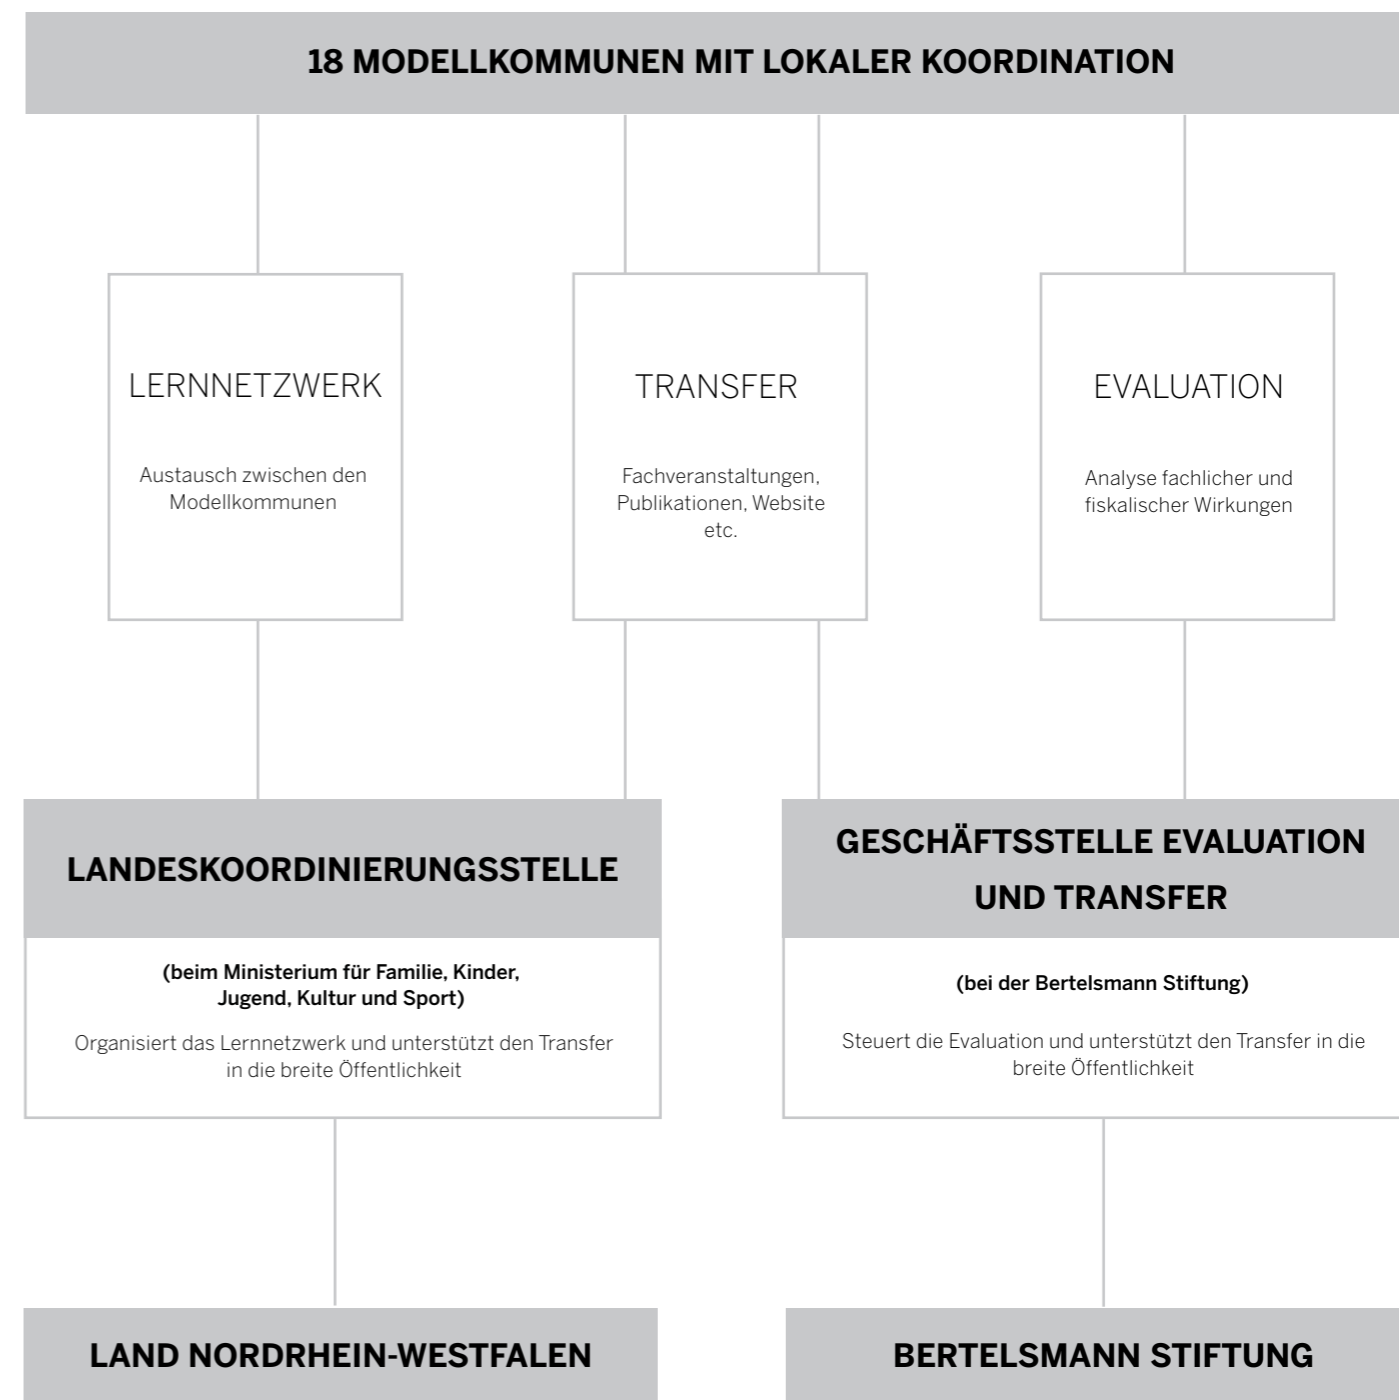 18 MODELLKOMMUNEN MIT LOKALER KOORDINATION
LERNNETZWERK
Austausch zwischen den
Modellkommunen
TRANSFER
Fachveranstaltungen,
Publikationen, Website
etc.
EVALUATION
Analyse fachlicher und
fiskalischer Wirkungen
LANDESKOORDINIERUNGSSTELLE
(beim Ministerium für Familie, Kinder,
Jugend, Kultur und Sport)
Organisiert das Lernnetzwerk und unterstützt den Transfer
in die breite Öffentlichkeit
GESCHÄFTSSTELLE EVALUATION
UND TRANSFER
(bei der Bertelsmann Stiftung)
Steuert die Evaluation und unterstützt den Transfer in die
breite Öffentlichkeit
LAND NORDRHEIN-WESTFALEN
BERTELSMANN STIFTUNG